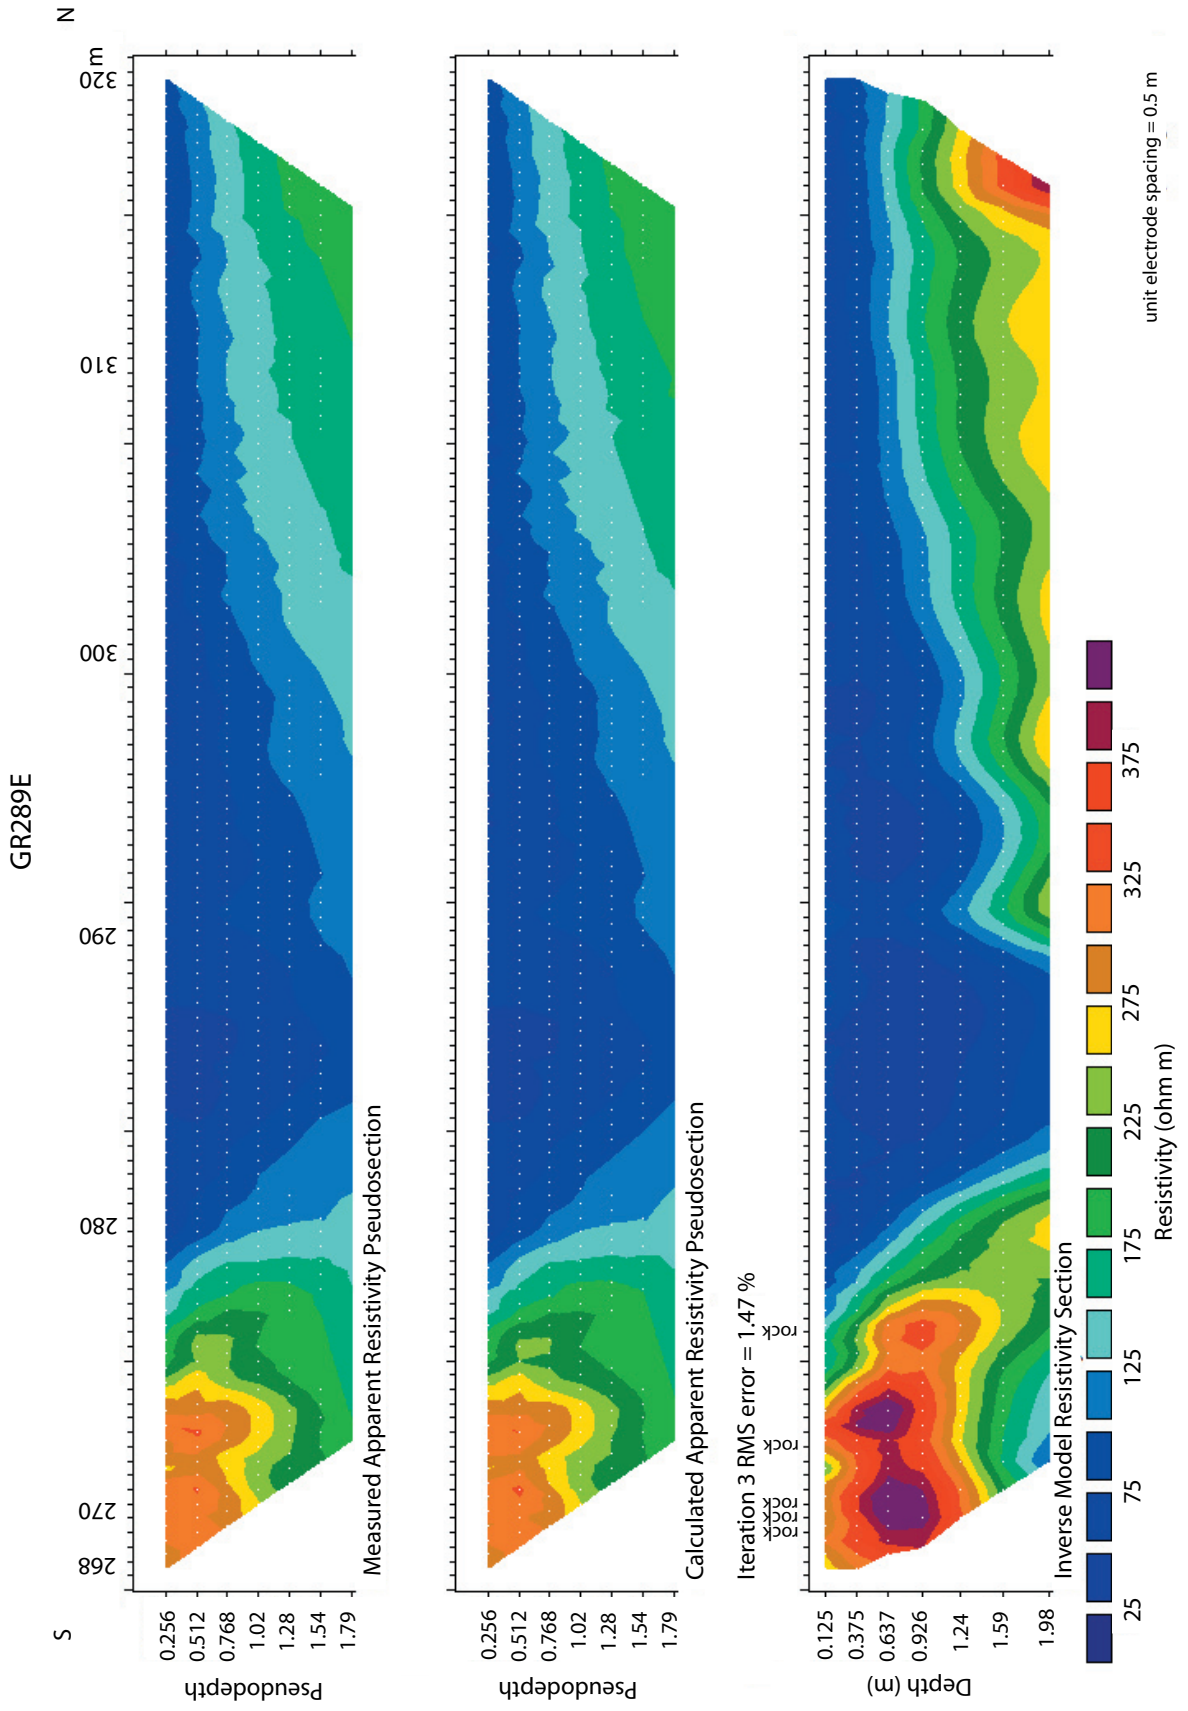 GR289E
S
N
268
270
280
290
300
310
320
m
Pseudodepth
0.256
0.512
0.768
1.02
1.28
1.54
1.79
Measured Apparent Resistivity Pseudosection
Pseudodepth
0.256
0.512
0.768
1.02
1.28
1.54
1.79
Calculated Apparent Resistivity Pseudosection
Iteration 3 RMS error = 1.47 %
rock
rock
rock
rock
rock
Depth (m)
0.125
0.375
0.637
0.926
1.24
1.59
1.98
Inverse Model Resistivity Section
unit electrode spacing = 0.5 m
25
75
125
175
225
275
325
375
Resistivity (ohm m)